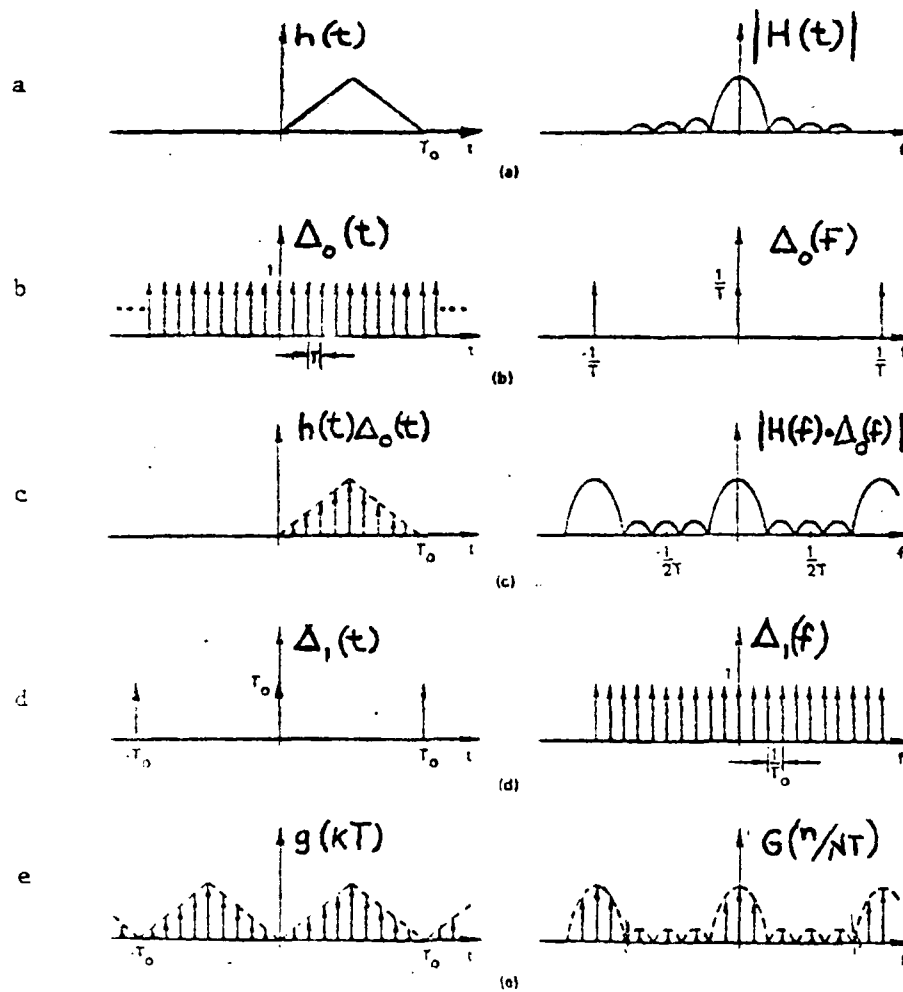 h(t) |H(t)|
a
T₀ t f
(a)
Δ₀(t) Δ₀(F)
1
b
1/T
T t -1/T 1/T f
(b)
h(t)Δ₀(t) |H(f)•Δ₀(f)|
c
T₀ t -1/2T 1/2T f
(c)
Δ₁(t) Δ₁(f)
T₀ 1
d
-T₀ T₀ t 1/T₀ f
(d)
g(KT) G(n/NT)
e
-T₀ T₀ t f
(e)